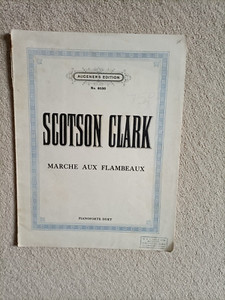 AUGENER'S EDITION
SCOTSON CLARK
MARCHE AUX FLAMBEAUX
PIANOFORTE DUET